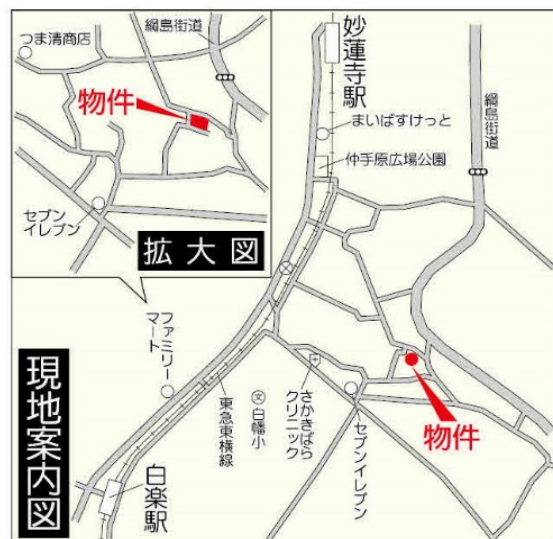 つま清商店
綱島街道
物件
セブン
イレブン
拡大図
妙蓮寺駅
まいばすけっと
仲手原広場公園
綱島街道
ファミリー
マート
東急東横線
文
白幡小
さかきばら
クリニック
セブンイレブン
物件
白楽駅
現地案内図